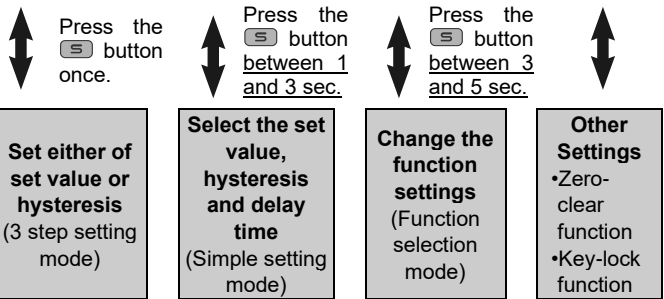 Press the
S button
once.
Press the
S button
between 1
and 3 sec.
Press the
S button
between 3
and 5 sec.
Set either of
set value or
hysteresis
(3 step setting
mode)
Select the set
value,
hysteresis
and delay
time
(Simple setting
mode)
Change the
function
settings
(Function
selection
mode)
Other
Settings
•Zero-
clear
function
•Key-lock
function